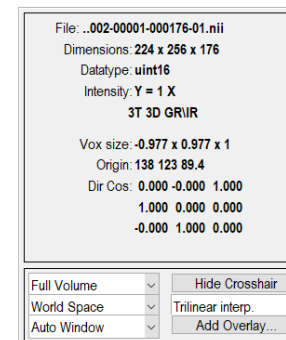 File: ..002-00001-000176-01.nii
Dimensions: 224 x 256 x 176
Datatype: uint16
Intensity: Y = 1 X
3T 3D GR\IR
Vox size: -0.977 x 0.977 x 1
Origin: 138 123 89.4
Dir Cos: 0.000 -0.000 1.000
1.000 0.000 0.000
-0.000 1.000 0.000
Full Volume Hide Crosshair
World Space Trilinear interp.
Auto Window Add Overlay...